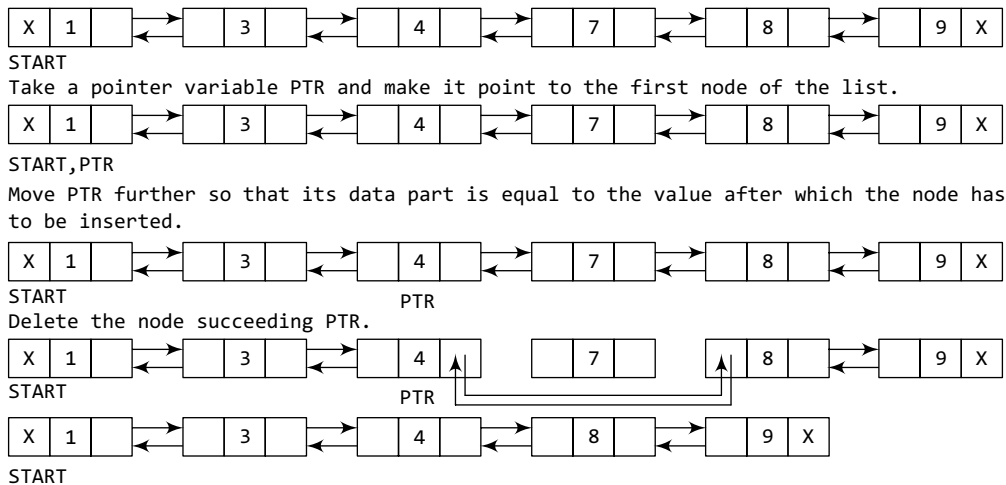 X 1 3 4 7 8 9 X
START
Take a pointer variable PTR and make it point to the first node of the list.
X 1 3 4 7 8 9 X
START,PTR
Move PTR further so that its data part is equal to the value after which the node has
to be inserted.
X 1 3 4 7 8 9 X
START PTR
Delete the node succeeding PTR.
X 1 3 4 7 8 9 X
START PTR
X 1 3 4 8 9 X
START